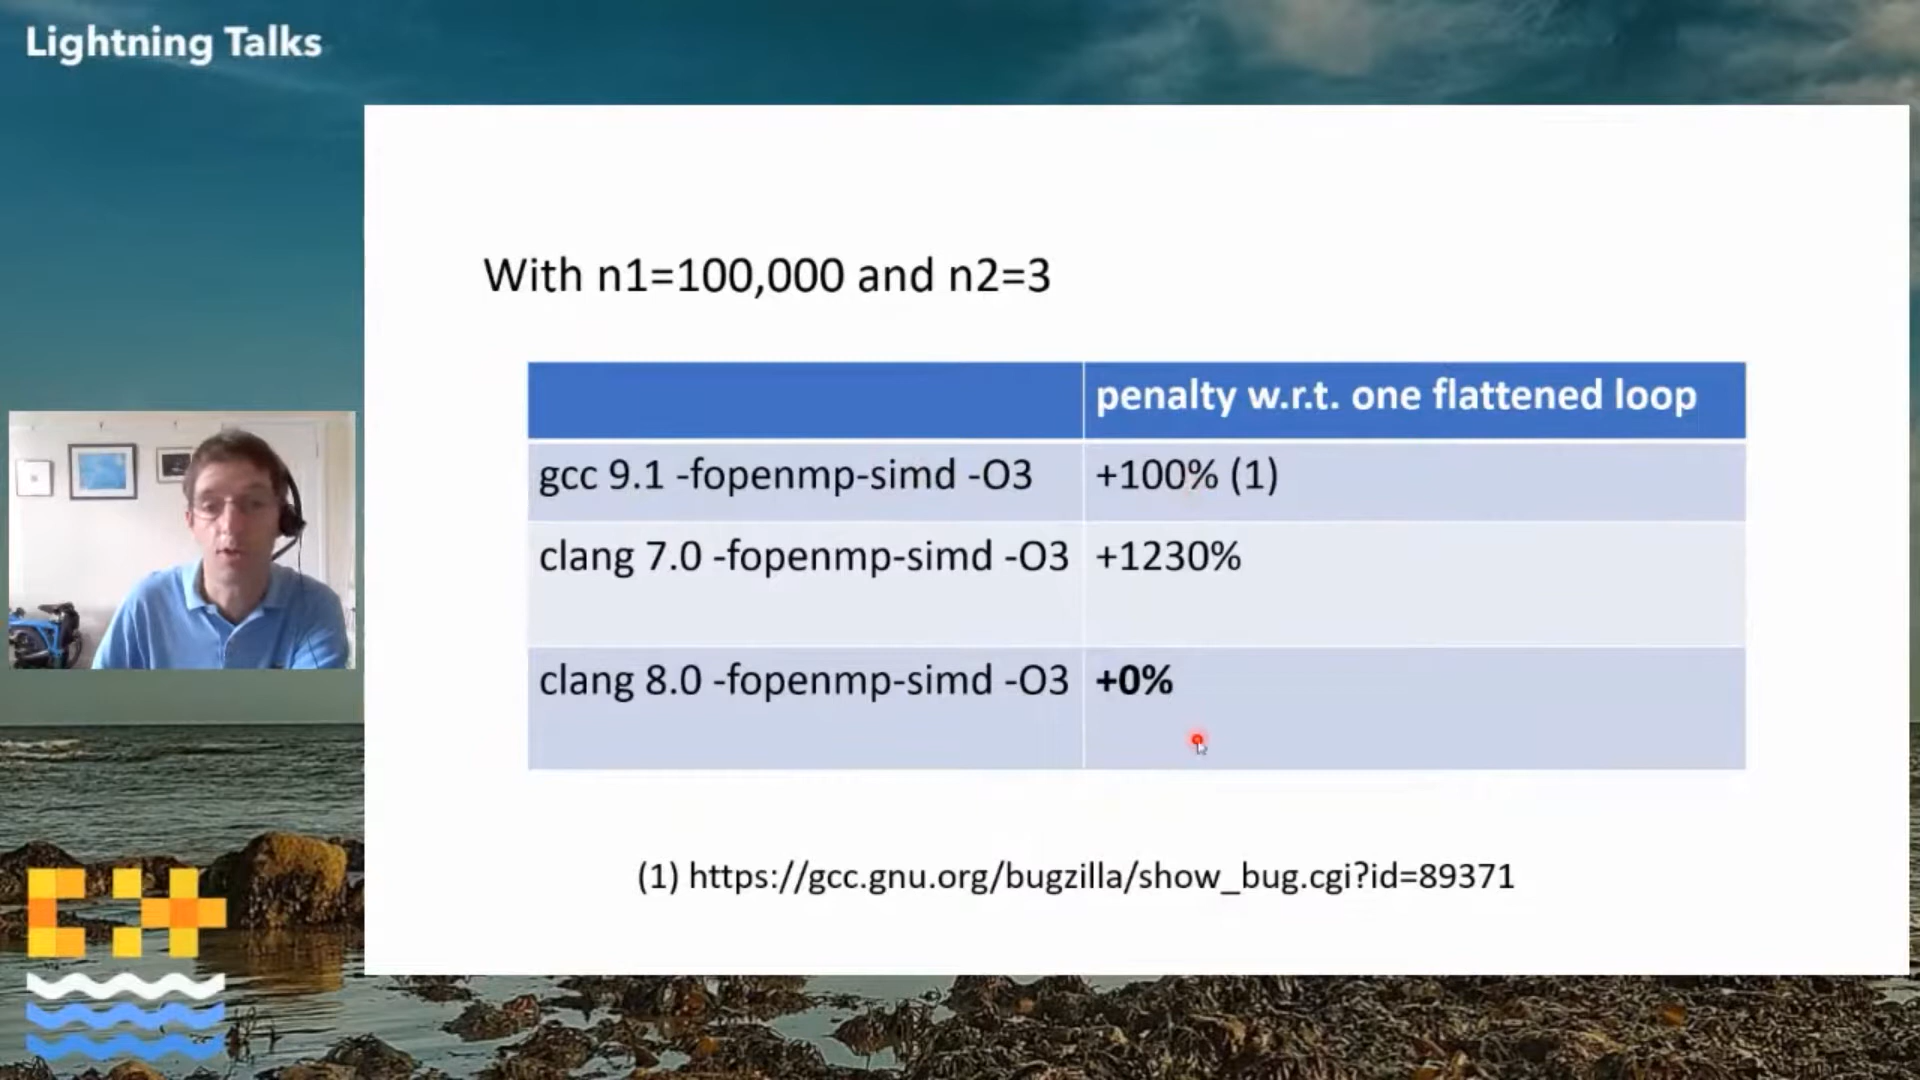 Lightning Talks
With n1=100,000 and n2=3
penalty w.r.t. one flattened loop
gcc 9.1 -fopenmp-simd -O3 +100% (1)
clang 7.0 -fopenmp-simd -O3 +1230%
clang 8.0 -fopenmp-simd -O3 +0%
(1) https://gcc.gnu.org/bugzilla/show_bug.cgi?id=89371
C++